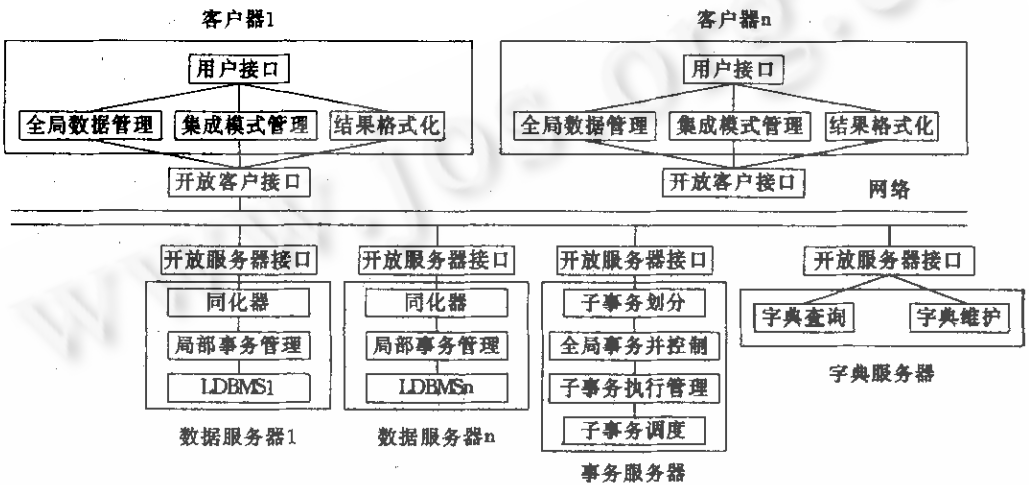 客户器1 客户器n
用户接口 用户接口
全局数据管理 集成模式管理 结果格式化 全局数据管理 集成模式管理 结果格式化
开放客户接口 开放客户接口 网络
开放服务器接口 开放服务器接口 开放服务器接口 开放服务器接口
同化器 同化器 子事务划分 字典查询 字典维护
局部事务管理 局部事务管理 全局事务并控制
字典服务器
LDBMS1 LDBMSn 子事务执行管理
数据服务器1 数据服务器n 子事务调度
事务服务器
www.jos.org.c